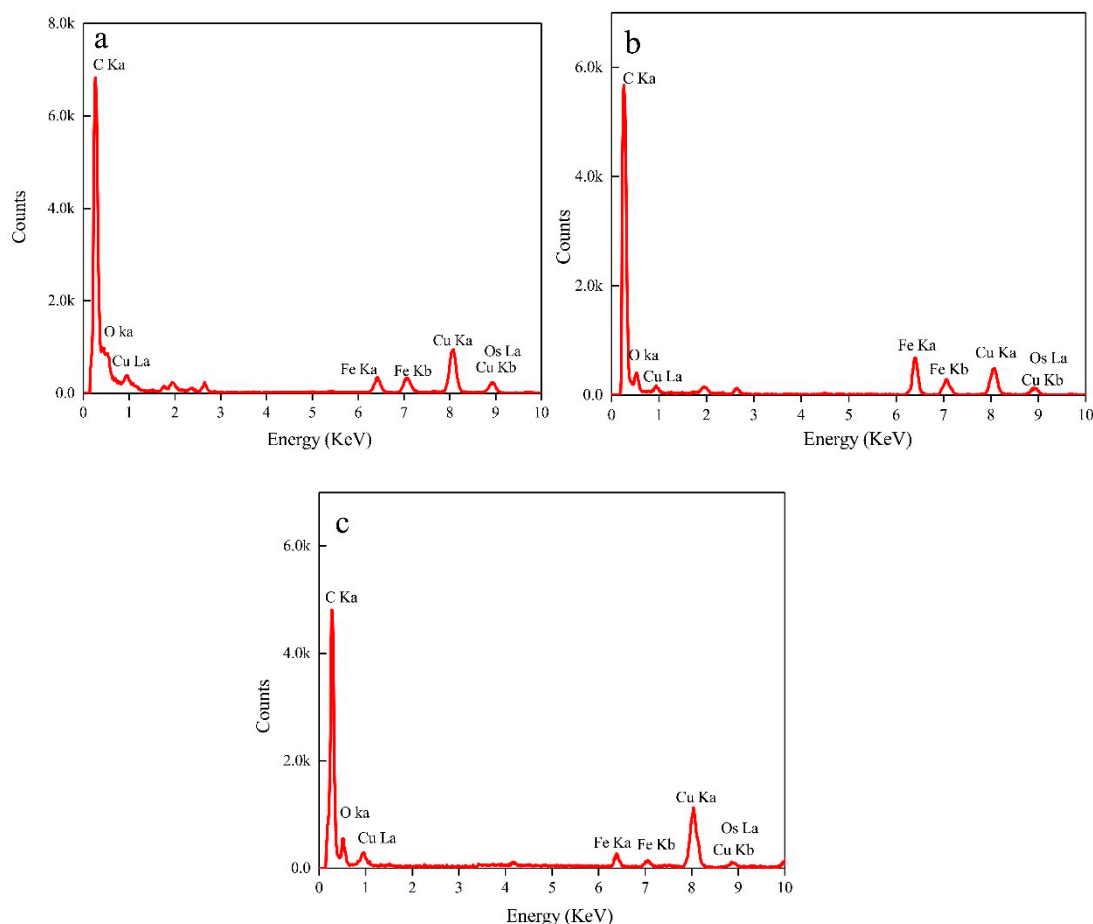 a
8.0k
6.0k
4.0k
2.0k
0.0
Counts
C Ka
O ka
Cu La
Fe Ka
Fe Kb
Cu Ka
Os La
Cu Kb
0 1 2 3 4 5 6 7 8 9 10
Energy (KeV)
b
6.0k
4.0k
2.0k
0.0
Counts
C Ka
O ka
Cu La
Fe Ka
Fe Kb
Cu Ka
Os La
Cu Kb
0 1 2 3 4 5 6 7 8 9 10
Energy (KeV)
c
6.0k
4.0k
2.0k
0.0
Counts
C Ka
O ka
Cu La
Fe Ka
Fe Kb
Cu Ka
Os La
Cu Kb
0 1 2 3 4 5 6 7 8 9 10
Energy (KeV)